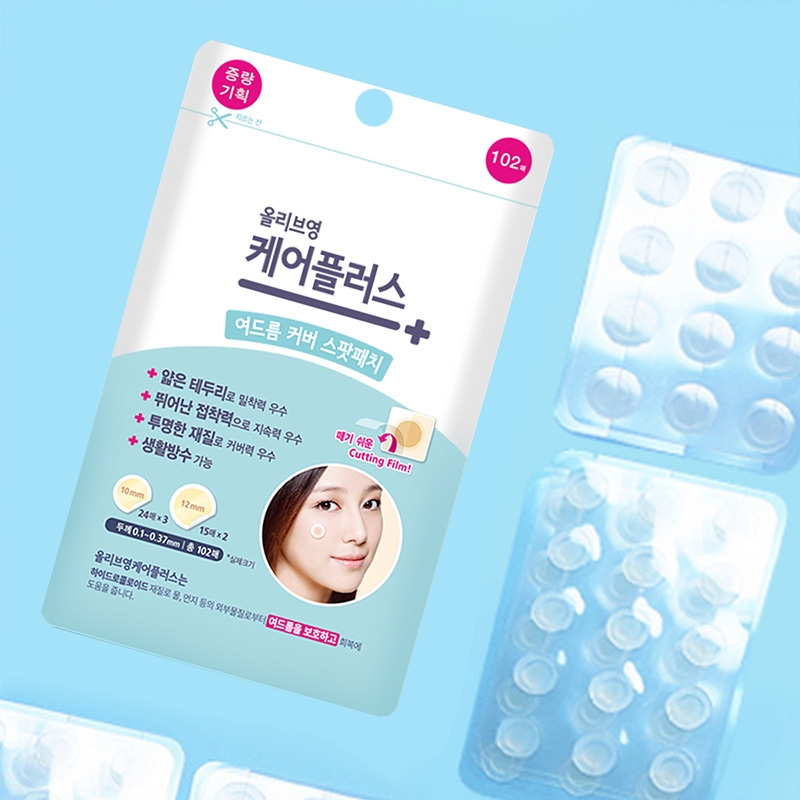 증량
기획
자르는 선
102매
올리브영
케어플러스
여드름 커버 스팟패치
+ 얇은 테두리로 밀착력 우수
+ 뛰어난 접착력으로 지속력 우수
+ 투명한 재질로 커버력 우수
+ 생활방수 가능
떼기 쉬운
Cutting Film!
10mm
12mm
24매 x 3
15매 x 2
두께 0.1~0.37mm | 총 102매
*실제크기
올리브영케어플러스는
하이드로콜로이드 재질로 물, 먼지 등의 외부물질로부터 여드름을 보호하고 회복에
도움을 줍니다.